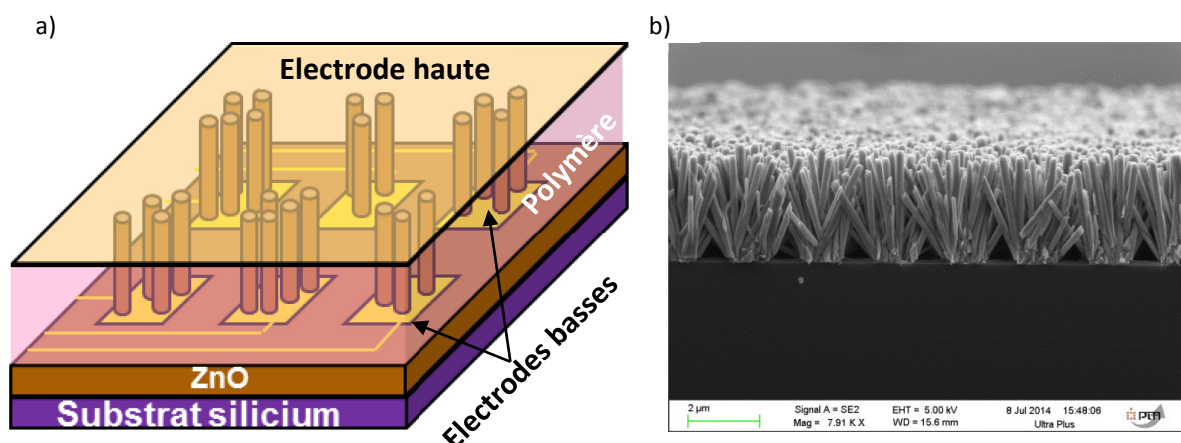 a)
Electrode haute
Polymère
ZnO
Substrat silicium
Electrodes basses
b)
2 µm
Signal A = SE2
EHT = 5.00 kV
8 Jul 2014
15:48:06
Mag = 7.91 K X
WD = 15.6 mm
Ultra Plus
PTA